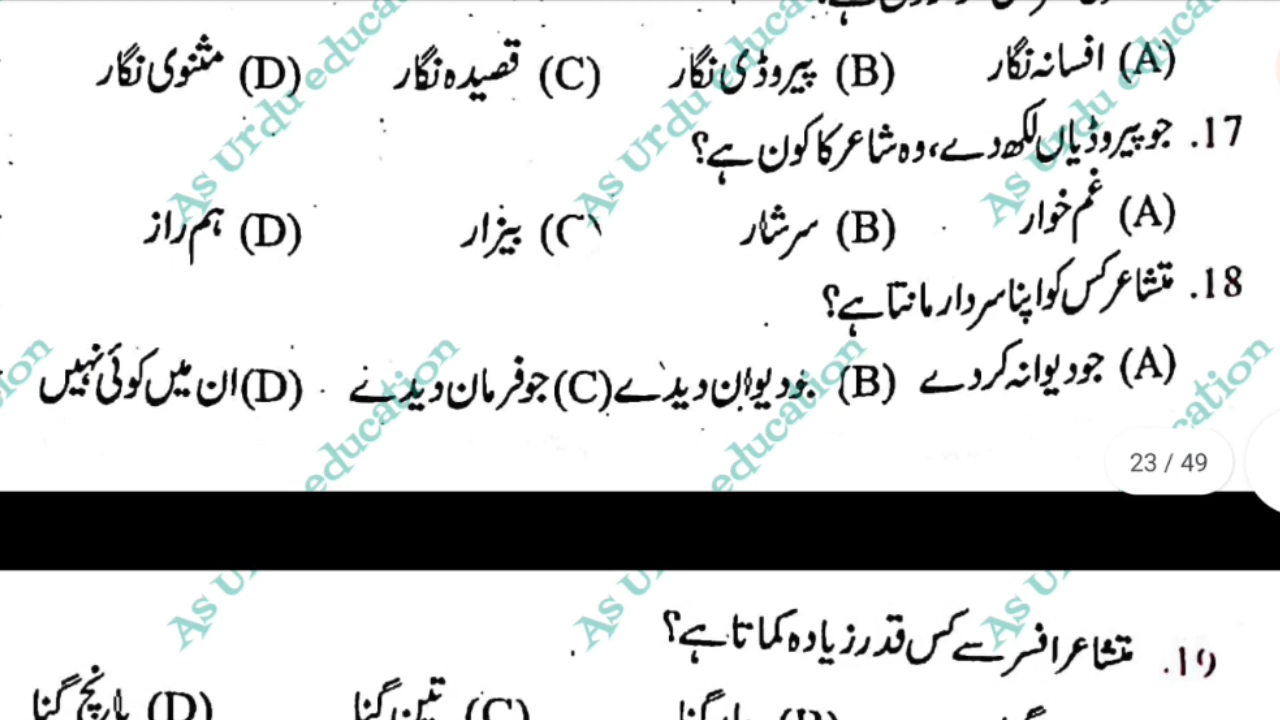 (A) افسانہ نگار (B) پیروڈی نگار (C) قصیدہ نگار (D) مثنوی نگار
17. جو پیروڈیاں لکھ دے، وہ شاعر کا کون ہے؟
(A) غم خوار (B) سرشار (C) بیزار (D) ہم راز
18. متشاعر کس کو اپنا سردار مانتا ہے؟
(A) جو دیوانہ کردے (B) جو دیوان دیدے (C) جو فرمان دیدے (D) ان میں کوئی نہیں
23 / 49
19. متشاعر افسر سے کس قدر زیادہ کماتا ہے؟
(C) تین گنا (D) پانچ گنا
As Urdu education